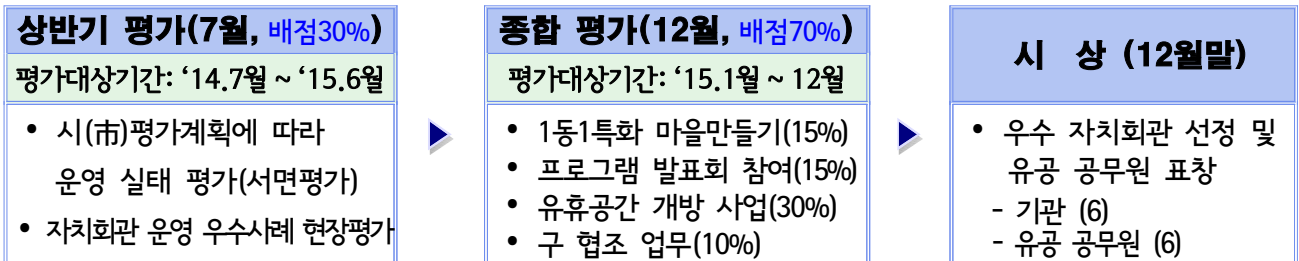 상반기 평가(7월, 배점30%)
평가대상기간: ‘14.7월 ~ ‘15.6월
• 시(市)평가계획에 따라
운영 실태 평가(서면평가)
• 자치회관 운영 우수사례 현장평가
종합 평가(12월, 배점70%)
평가대상기간: ‘15.1월 ~ 12월
• 1동1특화 마을만들기(15%)
• 프로그램 발표회 참여(15%)
• 유휴공간 개방 사업(30%)
• 구 협조 업무(10%)
시 상 (12월말)
• 우수 자치회관 선정 및
유공 공무원 표창
- 기관 (6)
- 유공 공무원 (6)